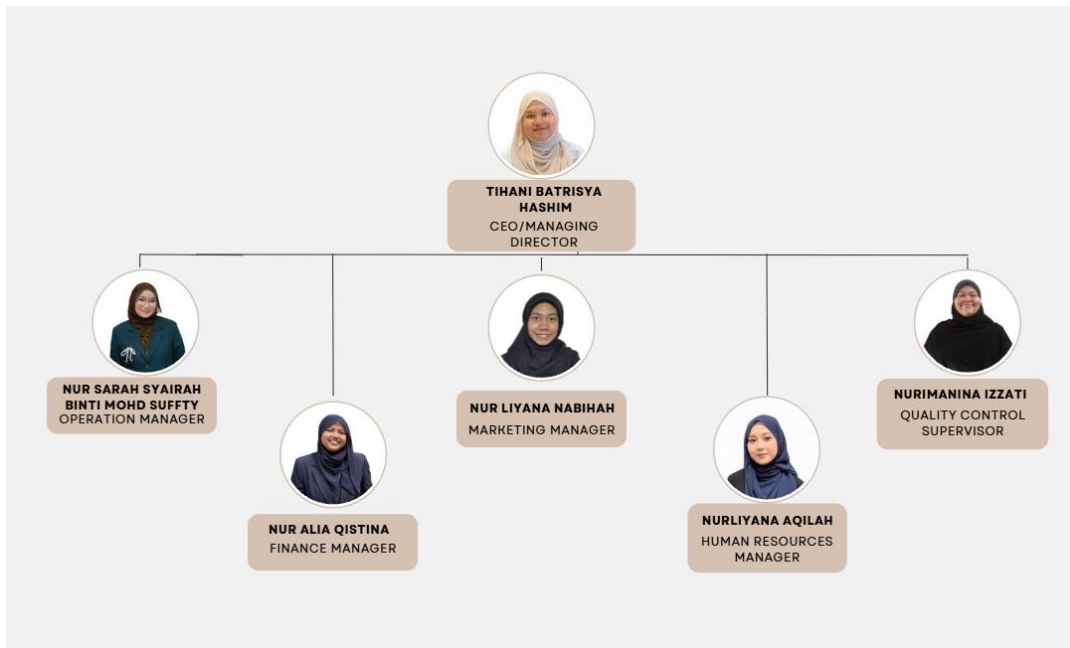 TIHANI BATRISYA
HASHIM
CEO/MANAGING
DIRECTOR
NUR SARAH SYAIRAH
BINTI MOHD SUFFTY
OPERATION MANAGER
NUR LIYANA NABIHAH
MARKETING MANAGER
NURIMANINA IZZATI
QUALITY CONTROL
SUPERVISOR
NUR ALIA QISTINA
FINANCE MANAGER
NURLIYANA AQILAH
HUMAN RESOURCES
MANAGER